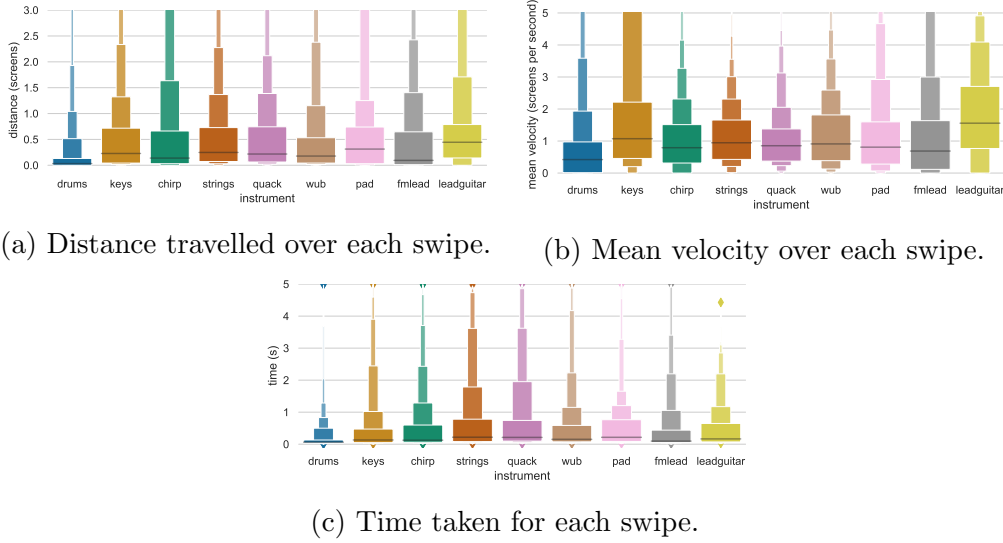 3.0
2.5
2.0
1.5
1.0
0.5
0.0
distance (screens)
drums keys chirp strings quack wub pad fmlead leadguitar
instrument
(a) Distance travelled over each swipe.
5
4
3
2
1
0
mean velocity (screens per second)
drums keys chirp strings quack wub pad fmlead leadguitar
instrument
(b) Mean velocity over each swipe.
5
4
3
2
1
0
time (s)
drums keys chirp strings quack wub pad fmlead leadguitar
instrument
(c) Time taken for each swipe.